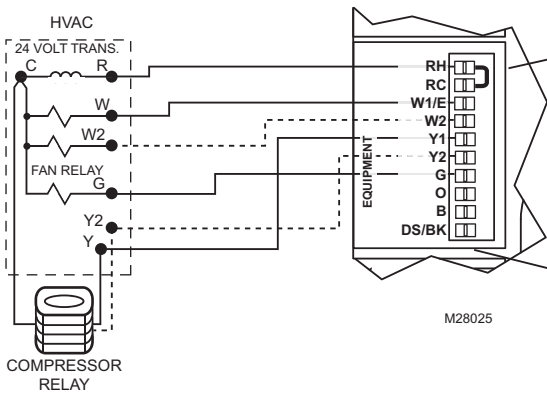 HVAC
24 VOLT TRANS.
C
R
W
W2
FAN RELAY
G
Y2
Y
COMPRESSOR
RELAY
EQUIPMENT
RH
RC
W1/E
W2
Y1
Y2
G
O
B
DS/BK
M28025